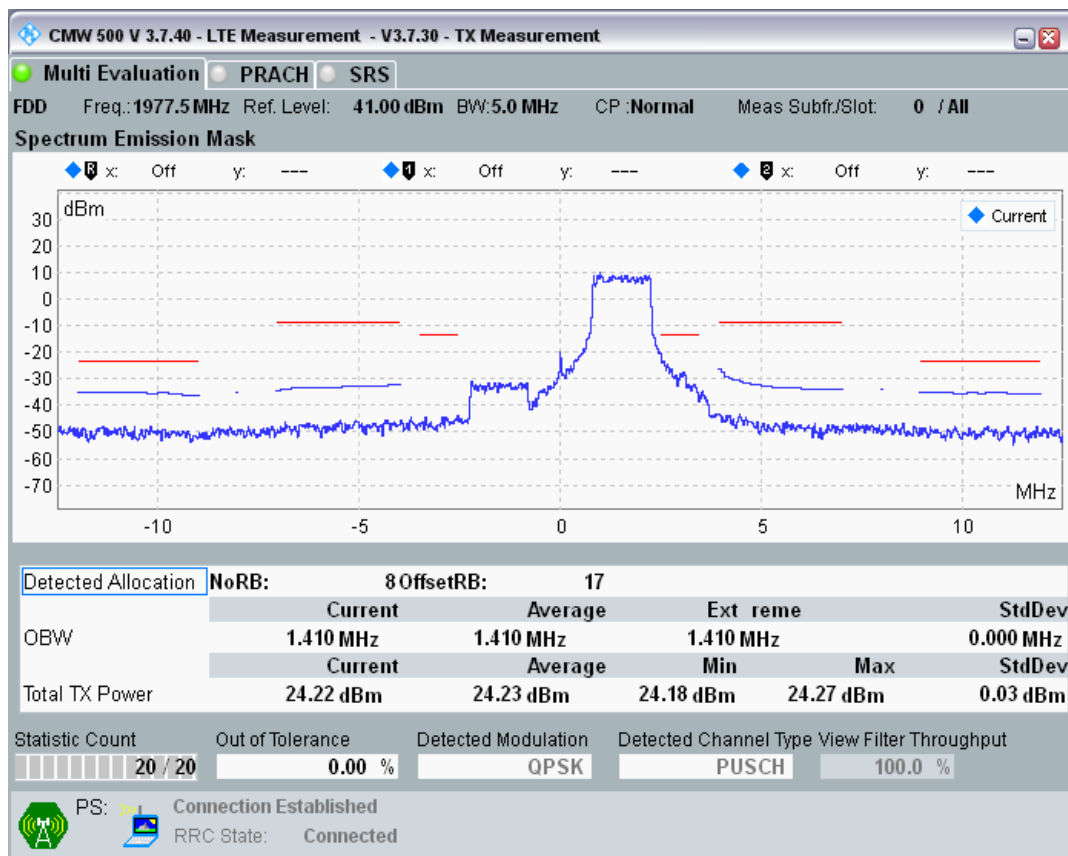 CMW 500 V 3.7.40 - LTE Measurement - V3.7.30 - TX Measurement
Multi Evaluation PRACH SRS
FDD Freq.: 1977.5 MHz Ref. Level: 41.00 dBm BW: 5.0 MHz CP : Normal Meas Subfr./Slot: 0 / All
Spectrum Emission Mask
R x: Off y: --- 1 x: Off y: --- 2 x: Off y: ---
dBm
Current
30
20
10
0
-10
-20
-30
-40
-50
-60
-70
MHz
-10 -5 0 5 10
Detected Allocation NoRB: 8 OffsetRB: 17
Current Average Ext reme StdDev
OBW 1.410 MHz 1.410 MHz 1.410 MHz 0.000 MHz
Current Average Min Max StdDev
Total TX Power 24.22 dBm 24.23 dBm 24.18 dBm 24.27 dBm 0.03 dBm
Statistic Count Out of Tolerance Detected Modulation Detected Channel Type View Filter Throughput
20 / 20 0.00 % QPSK PUSCH 100.0 %
PS: Connection Established
RRC State: Connected